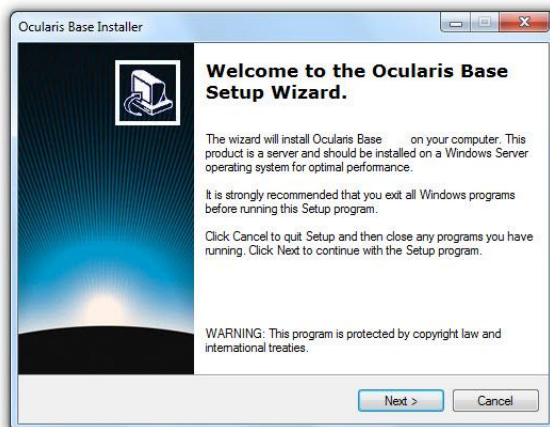 Ocularis Base Installer
Welcome to the Ocularis Base
Setup Wizard.
The wizard will install Ocularis Base on your computer. This
product is a server and should be installed on a Windows Server
operating system for optimal performance.
It is strongly recommended that you exit all Windows programs
before running this Setup program.
Click Cancel to quit Setup and then close any programs you have
running. Click Next to continue with the Setup program.
WARNING: This program is protected by copyright law and
international treaties.
Next > Cancel